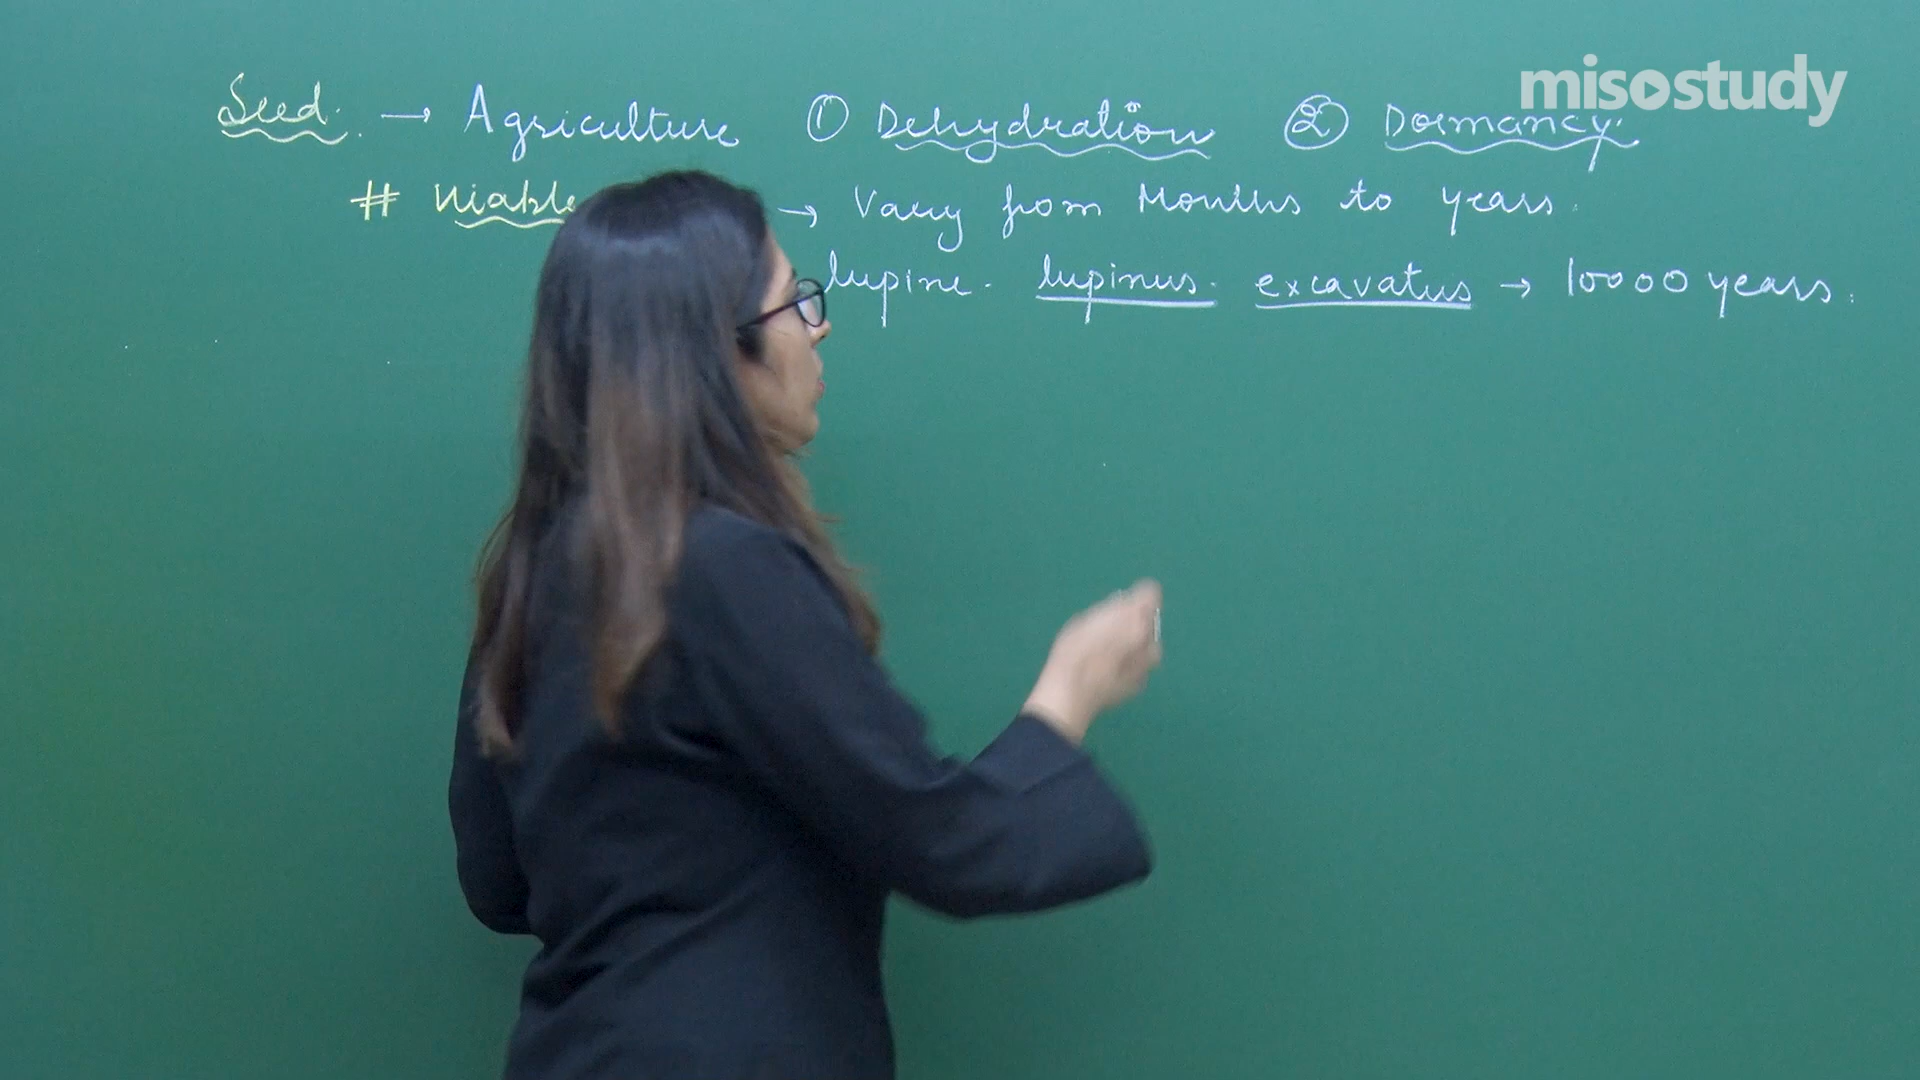 misostudy
Seed. → Agriculture ① Dehydration ② Dormancy.
# Viable → Vary from Months to years.
lupine. lupinus. excavatus → 10000 years.